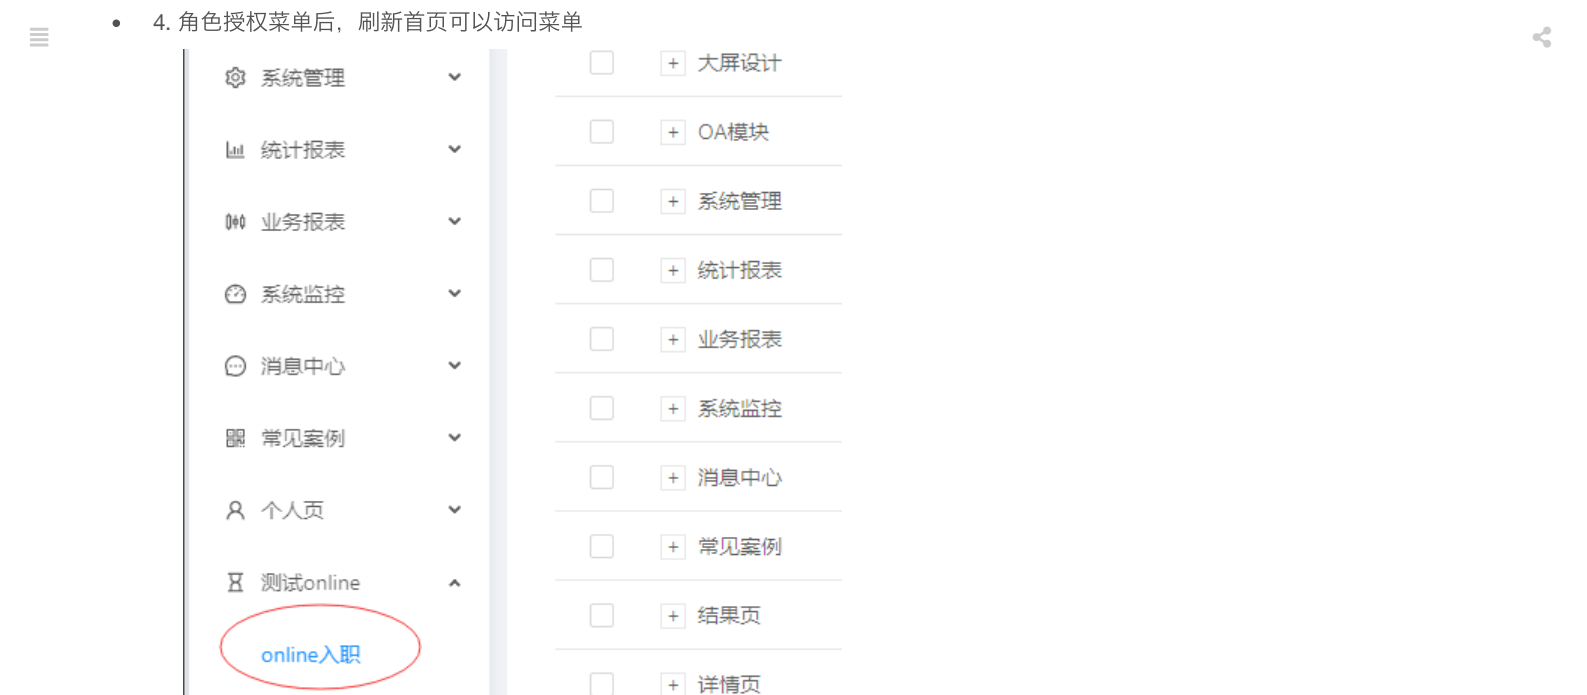 4. 角色授权菜单后，刷新首页可以访问菜单
系统管理
统计报表
业务报表
系统监控
消息中心
常见案例
个人页
测试online
online入职
大屏设计
OA模块
系统管理
统计报表
业务报表
系统监控
消息中心
常见案例
结果页
详情页